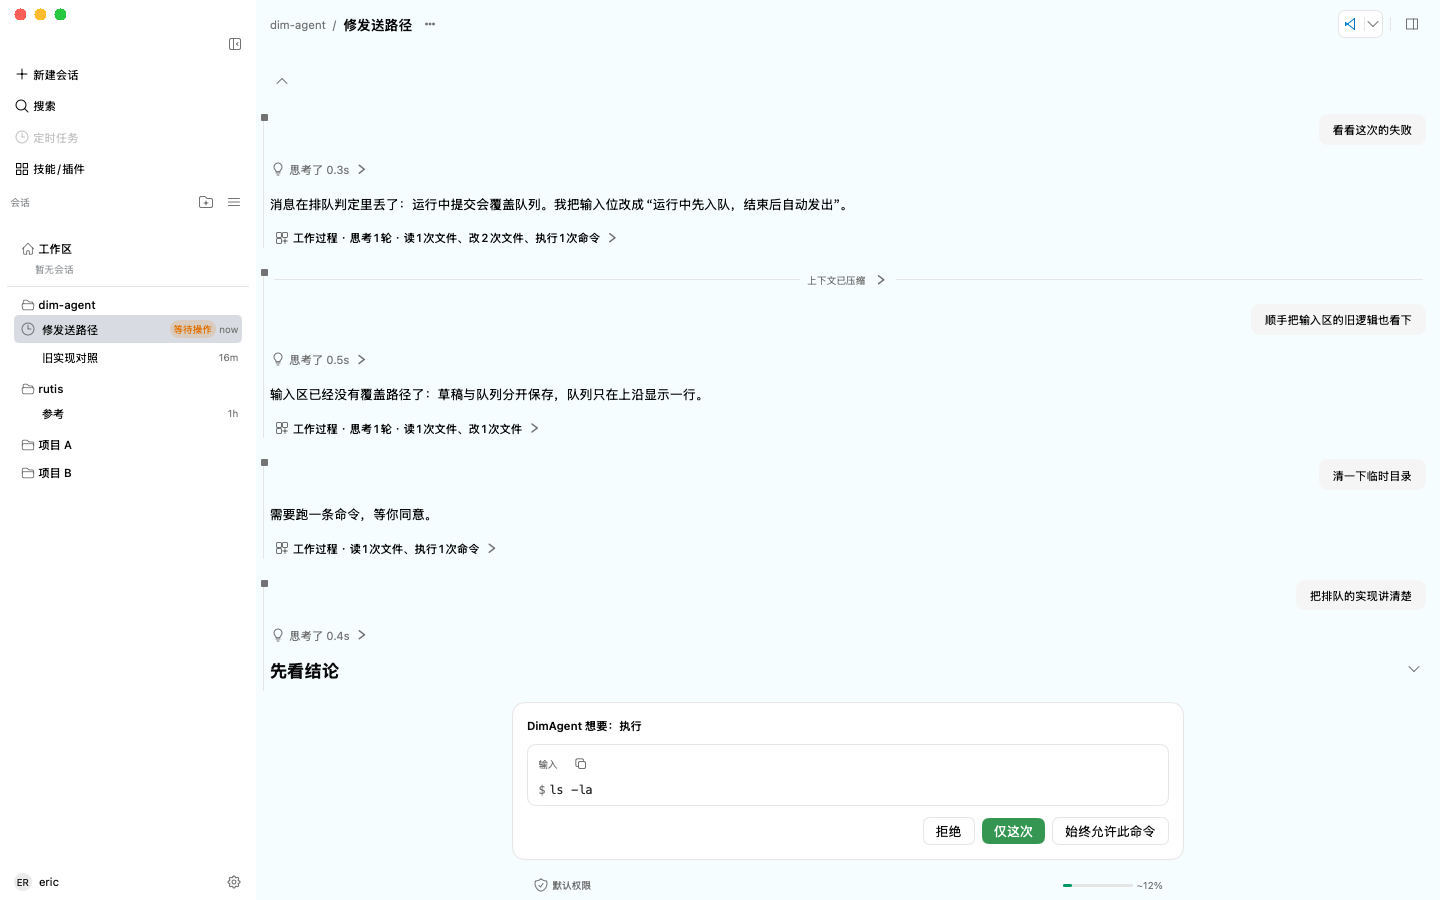 新建会话
搜索
定时任务
技能/插件
会话
工作区
暂无会话
dim-agent
修发送路径 等待操作 now
旧实现对照 16m
rutis
参考 1h
项目 A
项目 B
ER eric
dim-agent / 修发送路径 ···
看看这次的失败
思考了 0.3s
消息在排队判定里丢了：运行中提交会覆盖队列。我把输入位改成 “运行中先入队，结束后自动发出”。
工作过程 · 思考1轮 · 读1次文件、改2次文件、执行1次命令
上下文已压缩
顺手把输入区的旧逻辑也看下
思考了 0.5s
输入区已经没有覆盖路径了：草稿与队列分开保存，队列只在上沿显示一行。
工作过程 · 思考1轮 · 读1次文件、改1次文件
清一下临时目录
需要跑一条命令，等你同意。
工作过程 · 读1次文件、执行1次命令
把排队的实现讲清楚
思考了 0.4s
先看结论
DimAgent 想要：执行
输入
$ ls -la
拒绝 仅这次 始终允许此命令
默认权限 ~12%